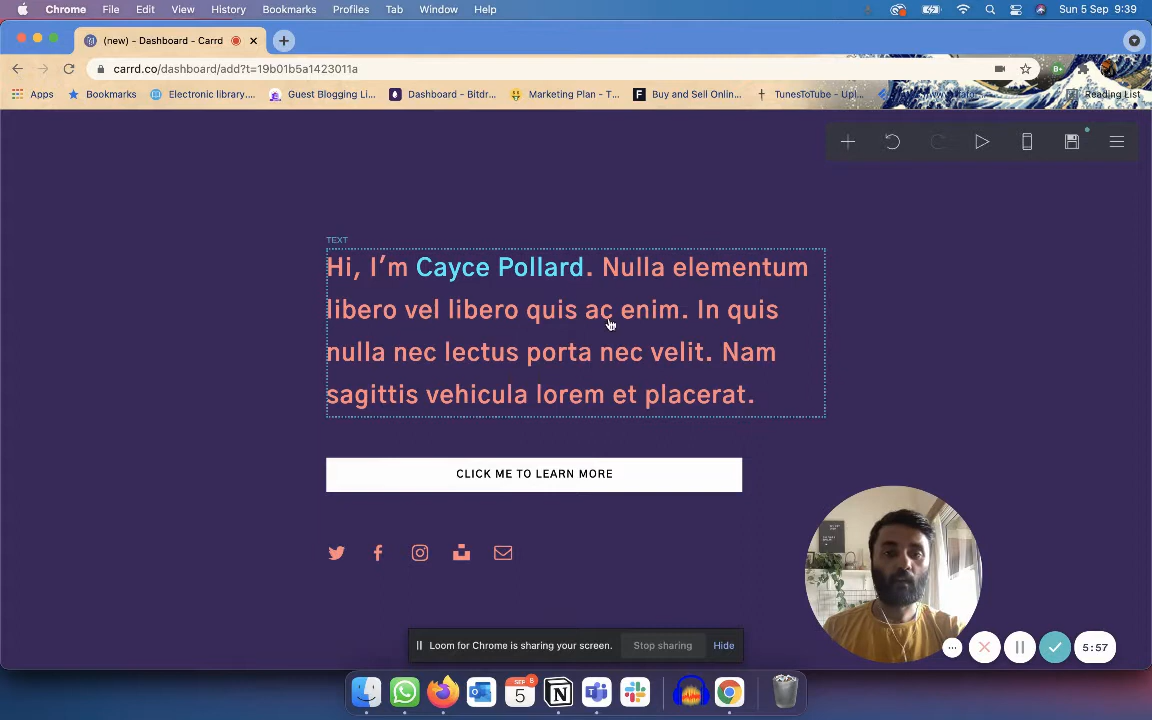 Chrome File Edit View History Bookmarks Profiles Tab Window Help Sun 5 Sep 9:39
(new) - Dashboard - Carrd
carrd.co/dashboard/add?t=19b01b5a1423011a
Apps Bookmarks Electronic library.... Guest Blogging Li... Dashboard - Bitdr... Marketing Plan - T... Buy and Sell Onlin... TunesToTube - Upl... Reading List
TEXT
Hi, I'm Cayce Pollard. Nulla elementum
libero vel libero quis ac enim. In quis
nulla nec lectus porta nec velit. Nam
sagittis vehicula lorem et placerat.
CLICK ME TO LEARN MORE
Loom for Chrome is sharing your screen. Stop sharing Hide
5:57
SEP 6
5